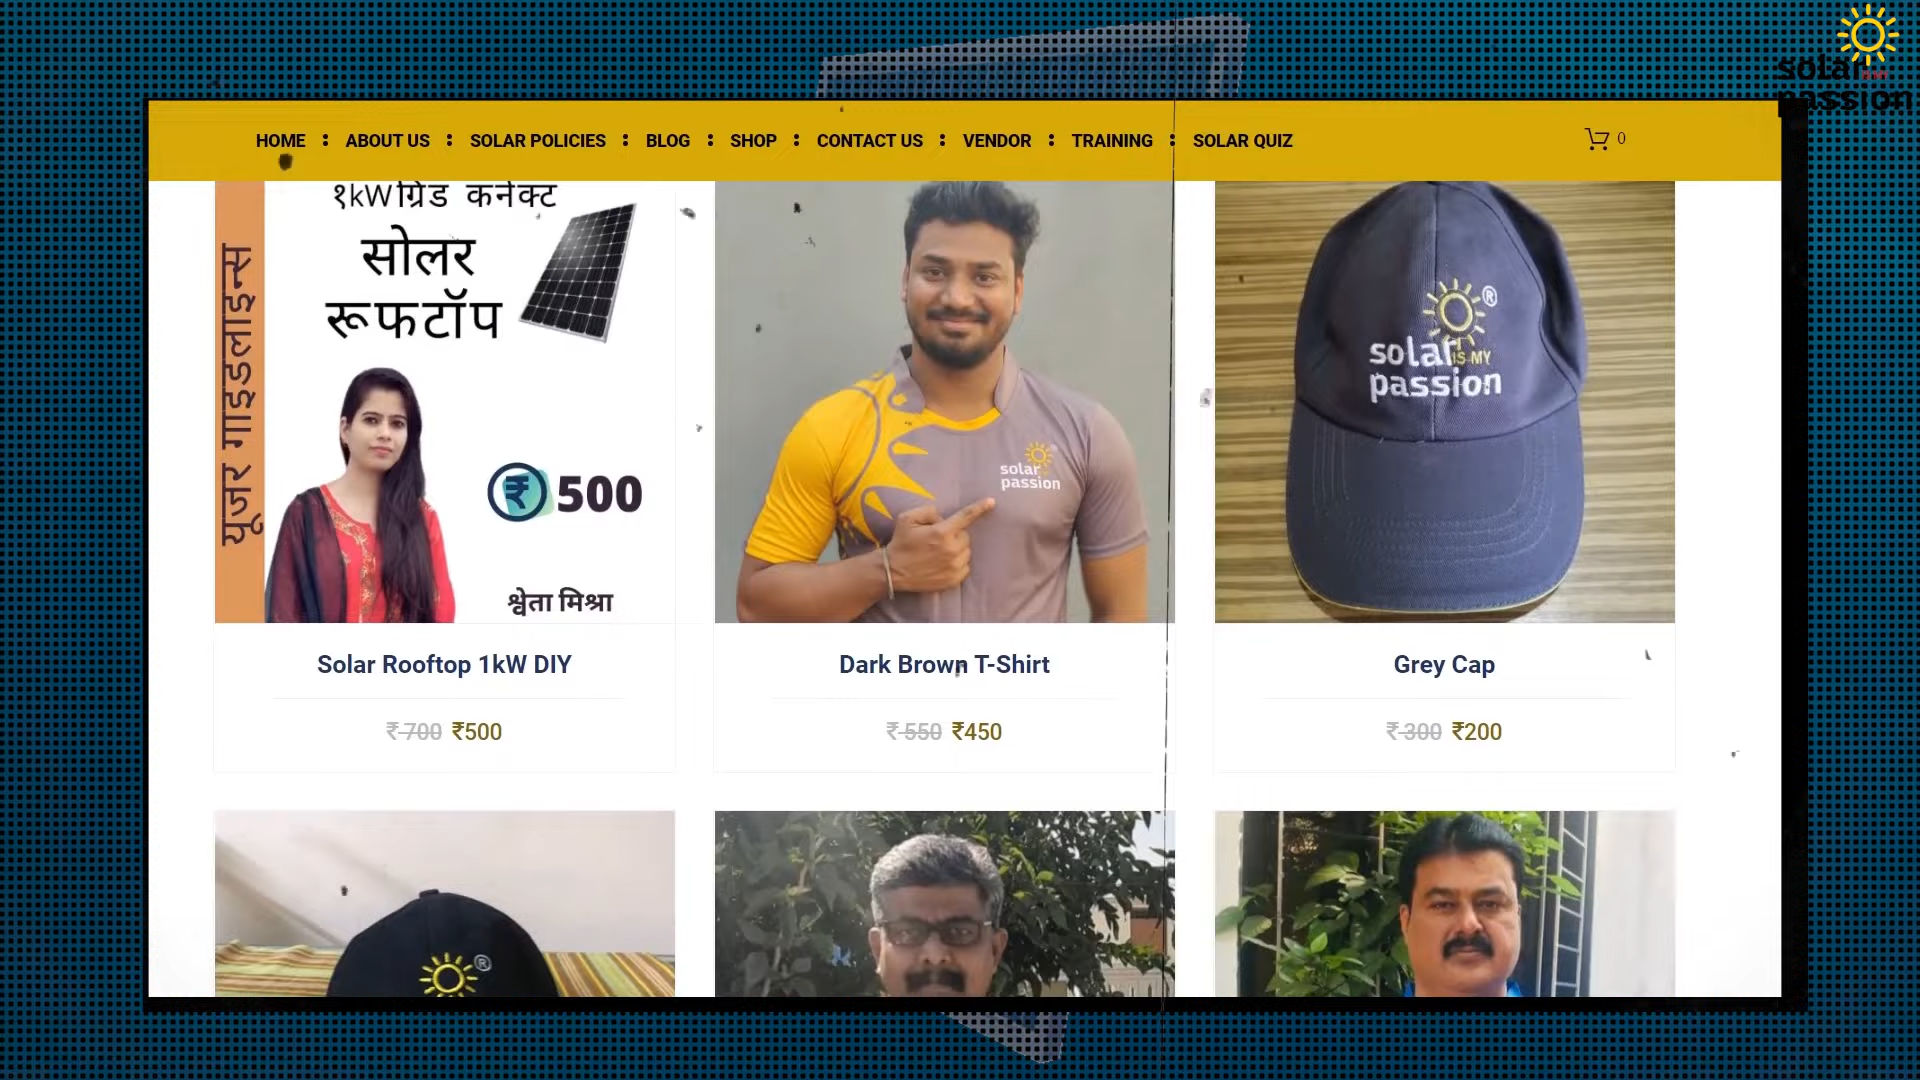 solar
passion
HOME : ABOUT US : SOLAR POLICIES : BLOG : SHOP : CONTACT US : VENDOR : TRAINING : SOLAR QUIZ
0
१kW ग्रिड कनेक्ट
सोलर
रूफटॉप
यूजर गाइडलाइन्स
₹ 500
श्वेता मिश्रा
solar
passion
®
solar IS MY
passion
Solar Rooftop 1kW DIY
Dark Brown T-Shirt
Grey Cap
₹ 700 ₹500
₹ 550 ₹450
₹ 300 ₹200
®